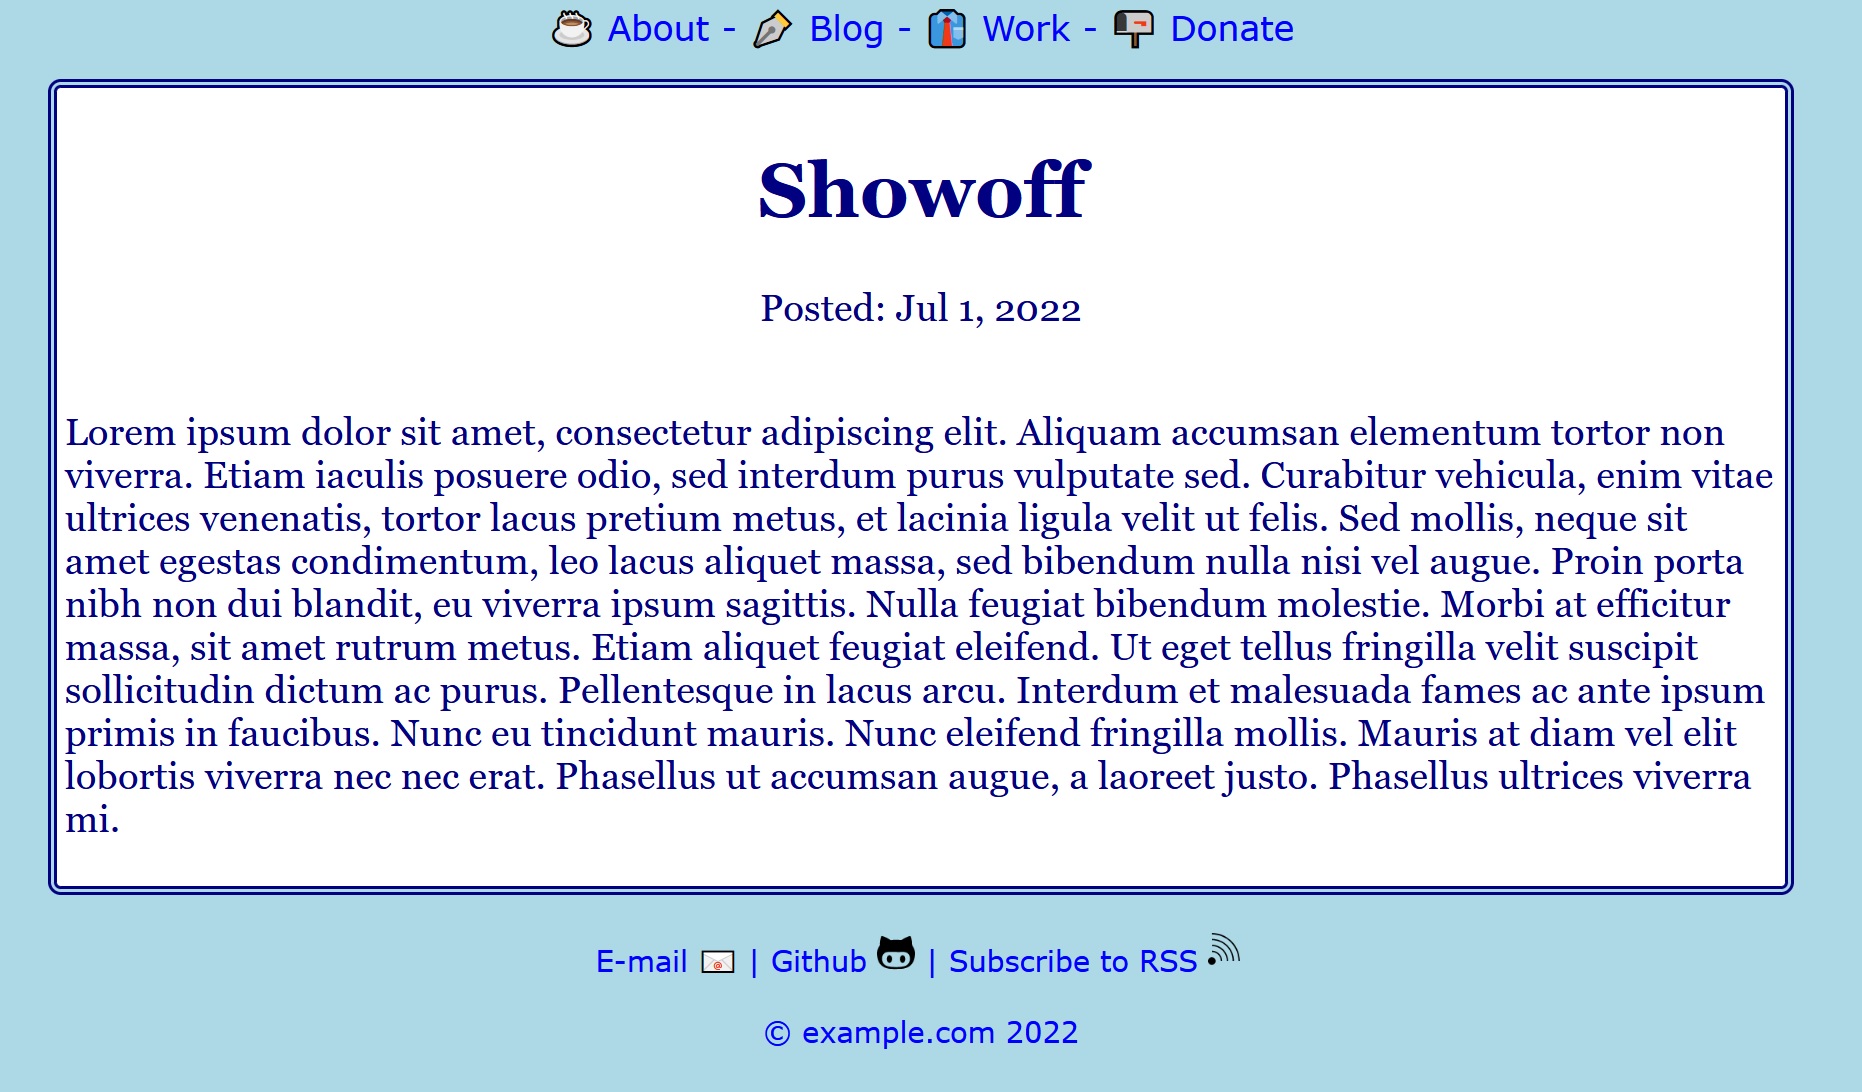 About - Blog - Work - Donate
Showoff
Posted: Jul 1, 2022
Lorem ipsum dolor sit amet, consectetur adipiscing elit. Aliquam accumsan elementum tortor non
viverra. Etiam iaculis posuere odio, sed interdum purus vulputate sed. Curabitur vehicula, enim vitae
ultrices venenatis, tortor lacus pretium metus, et lacinia ligula velit ut felis. Sed mollis, neque sit
amet egestas condimentum, leo lacus aliquet massa, sed bibendum nulla nisi vel augue. Proin porta
nibh non dui blandit, eu viverra ipsum sagittis. Nulla feugiat bibendum molestie. Morbi at efficitur
massa, sit amet rutrum metus. Etiam aliquet feugiat eleifend. Ut eget tellus fringilla velit suscipit
sollicitudin dictum ac purus. Pellentesque in lacus arcu. Interdum et malesuada fames ac ante ipsum
primis in faucibus. Nunc eu tincidunt mauris. Nunc eleifend fringilla mollis. Mauris at diam vel elit
lobortis viverra nec nec erat. Phasellus ut accumsan augue, a laoreet justo. Phasellus ultrices viverra
mi.
E-mail | Github | Subscribe to RSS
© example.com 2022